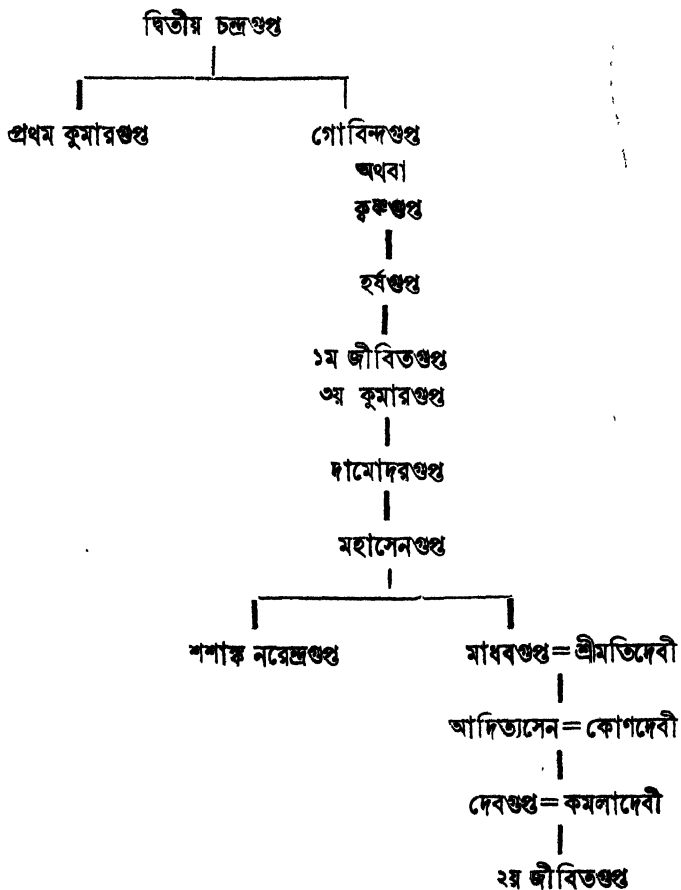 দ্বিতীয় চন্দ্রগুপ্ত
প্রথম কুমারগুপ্ত গোবিন্দগুপ্ত
অথবা
কৃষ্ণগুপ্ত
হর্ষগুপ্ত
১ম জীবিতগুপ্ত
৩য় কুমারগুপ্ত
দামোদরগুপ্ত
মহাসেনগুপ্ত
শশাঙ্ক নরেন্দ্রগুপ্ত মাধবগুপ্ত = শ্রীমতিদেবী
আদিত্যসেন = কোণদেবী
দেবগুপ্ত = কমলাদেবী
২য় জীবিতগুপ্ত